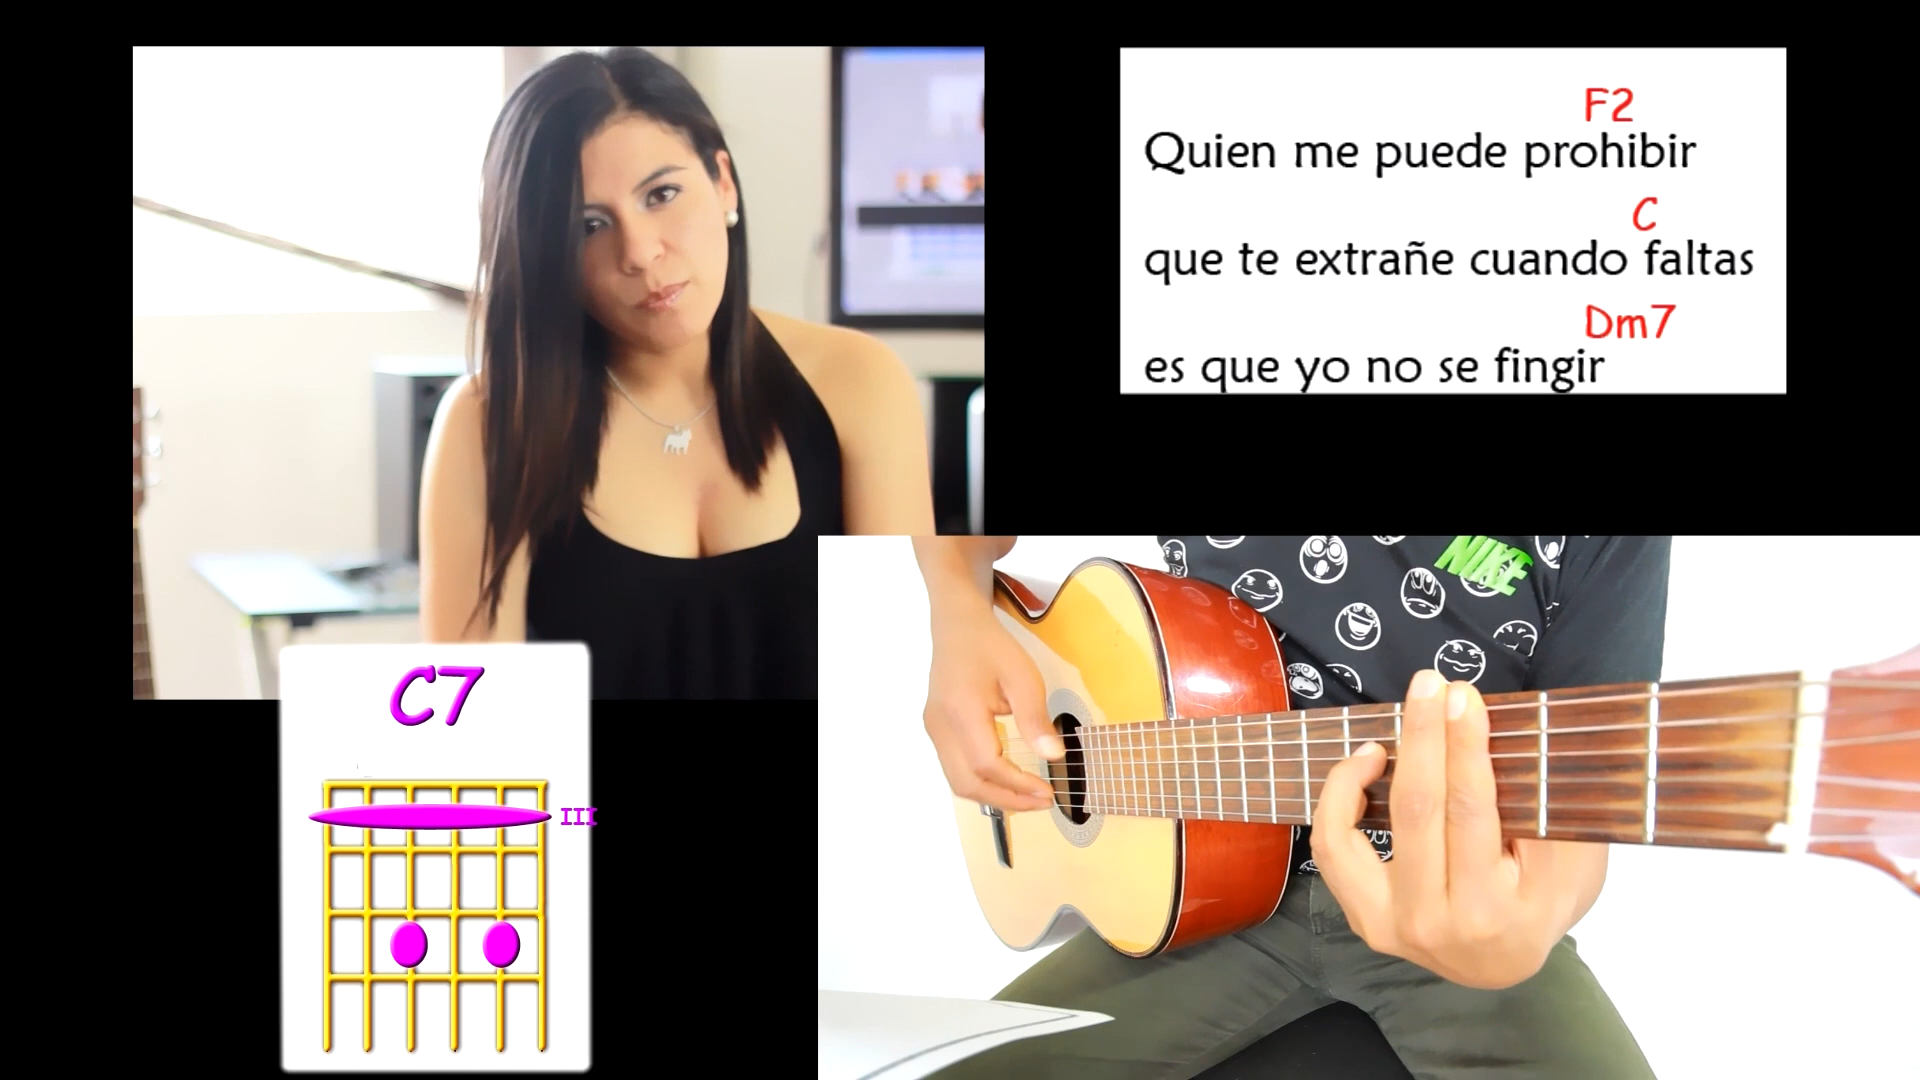 F2
Quien me puede prohibir
C
que te extrañe cuando faltas
Dm7
es que yo no se fingir
C7
III
NIKE